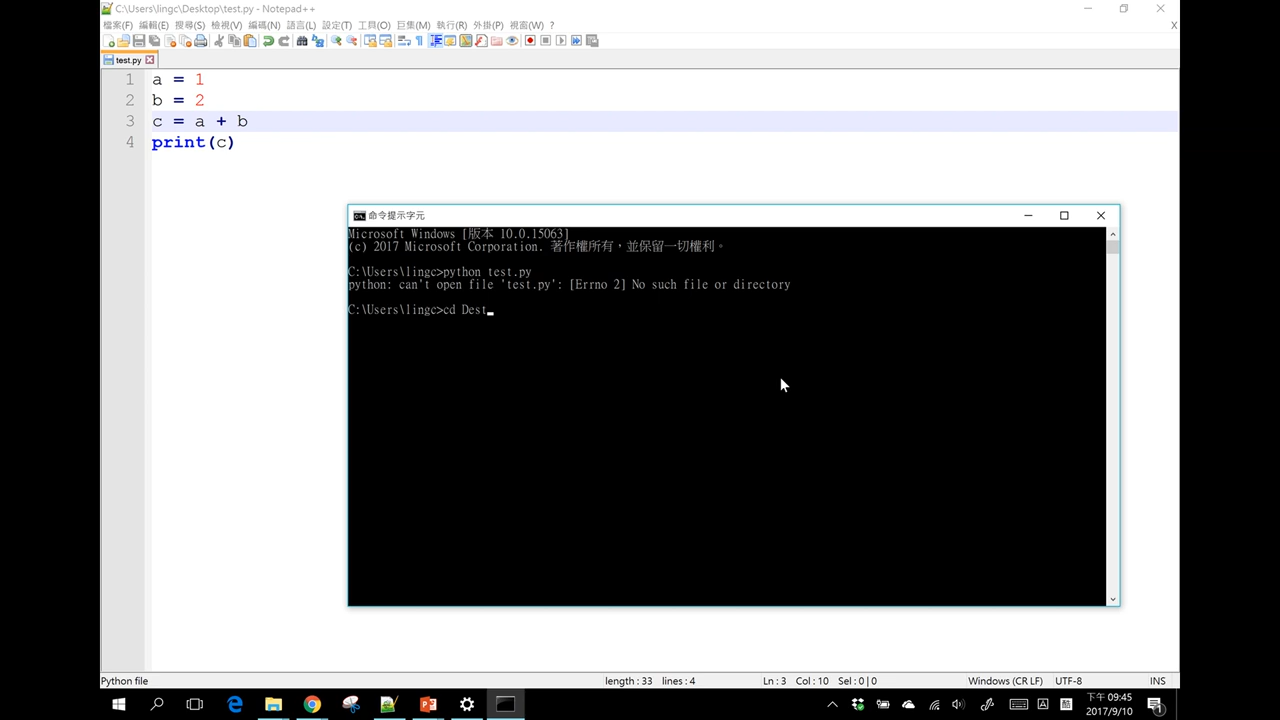 C:\Users\lingc\Desktop\test.py - Notepad++
檔案(F) 編輯(E) 搜尋(S) 檢視(V) 編碼(N) 語言(L) 設定(T) 工具(O) 巨集(M) 執行(R) 外掛(P) 視窗(W) ? X
test.py
1 a = 1
2 b = 2
3 c = a + b
4 print(c)
命令提示字元
Microsoft Windows [版本 10.0.15063]
(c) 2017 Microsoft Corporation. 著作權所有，並保留一切權利。
C:\Users\lingc>python test.py
python: can't open file 'test.py': [Errno 2] No such file or directory
C:\Users\lingc>cd Dest
Python file length : 33 lines : 4 Ln : 3 Col : 10 Sel : 0 | 0 Windows (CR LF) UTF-8 INS
下午 09:45
2017/9/10